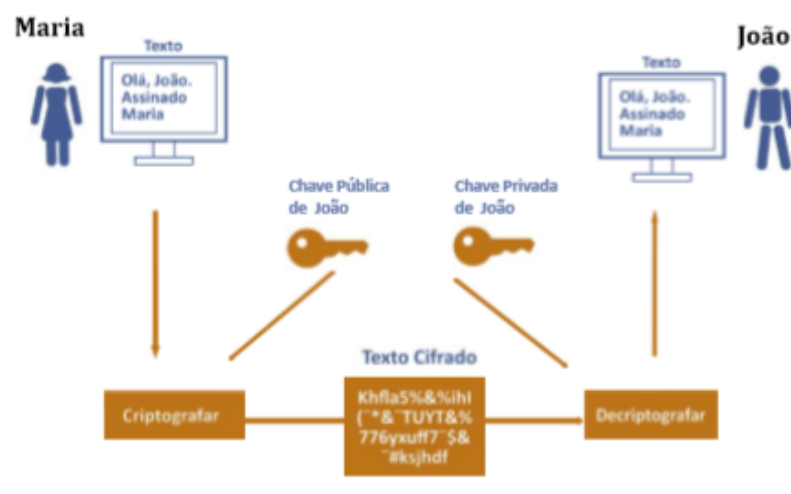 Maria
João
Texto
Olá, João.
Assinado
Maria
Texto
Olá, João.
Assinado
Maria
Chave Pública
de João
Chave Privada
de João
Texto Cifrado
Criptografar
Khfla5%&%ihI
(¨*&¨TUYT&%
776yxuff7¨$&
¨#ksjhdf
Decriptografar